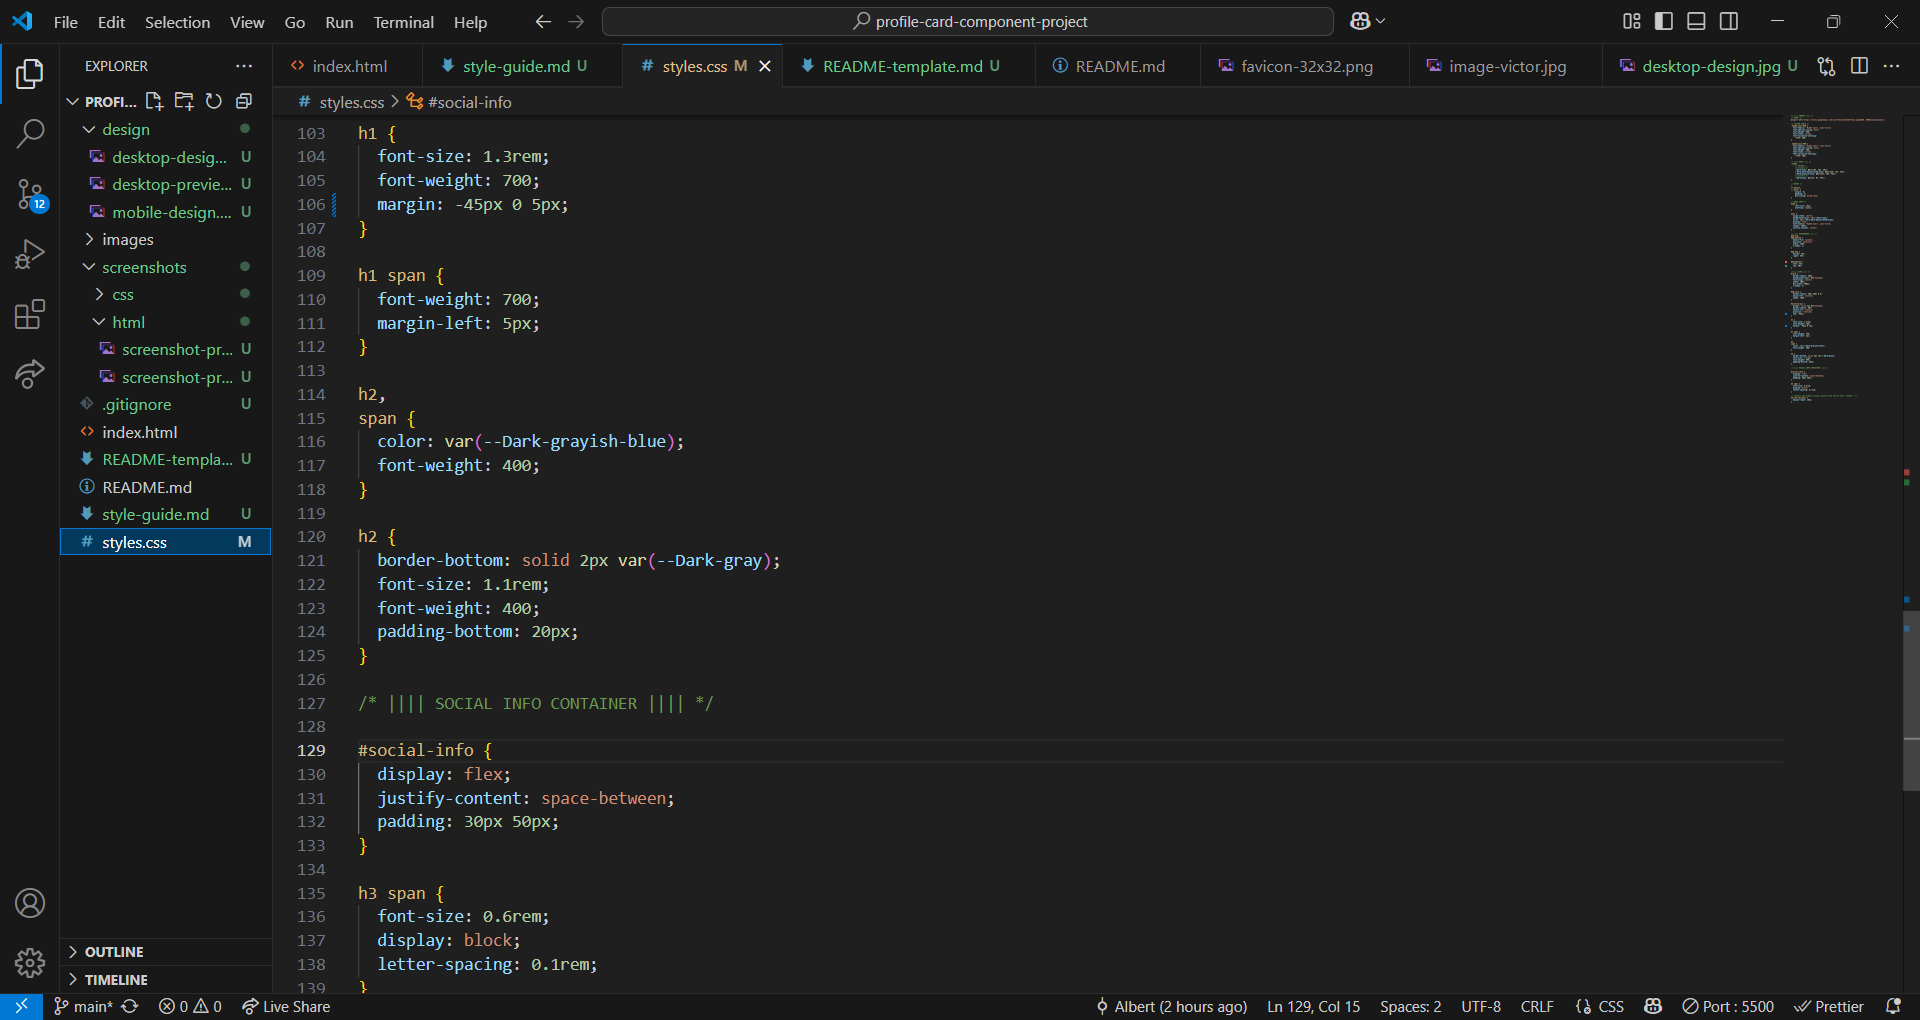 File Edit Selection View Go Run Terminal Help
profile-card-component-project
EXPLORER
PROFI...
design
desktop-desig... U
desktop-previe... U
mobile-design.... U
images
screenshots
css
html
screenshot-pr... U
screenshot-pr... U
.gitignore U
index.html
README-templa... U
README.md
style-guide.md U
styles.css M
OUTLINE
TIMELINE
12
index.html
style-guide.md U
styles.css M
README-template.md U
README.md
favicon-32x32.png
image-victor.jpg
desktop-design.jpg U
styles.css > #social-info
103 h1 {
104 font-size: 1.3rem;
105 font-weight: 700;
106 margin: -45px 0 5px;
107 }
108
109 h1 span {
110 font-weight: 700;
111 margin-left: 5px;
112 }
113
114 h2,
115 span {
116 color: var(--Dark-grayish-blue);
117 font-weight: 400;
118 }
119
120 h2 {
121 border-bottom: solid 2px var(--Dark-gray);
122 font-size: 1.1rem;
123 font-weight: 400;
124 padding-bottom: 20px;
125 }
126
127 /* |||| SOCIAL INFO CONTAINER |||| */
128
129 #social-info {
130 display: flex;
131 justify-content: space-between;
132 padding: 30px 50px;
133 }
134
135 h3 span {
136 font-size: 0.6rem;
137 display: block;
138 letter-spacing: 0.1rem;
139 }
main* 0 0 Live Share Albert (2 hours ago) Ln 129, Col 15 Spaces: 2 UTF-8 CRLF {} CSS Port : 5500 Prettier